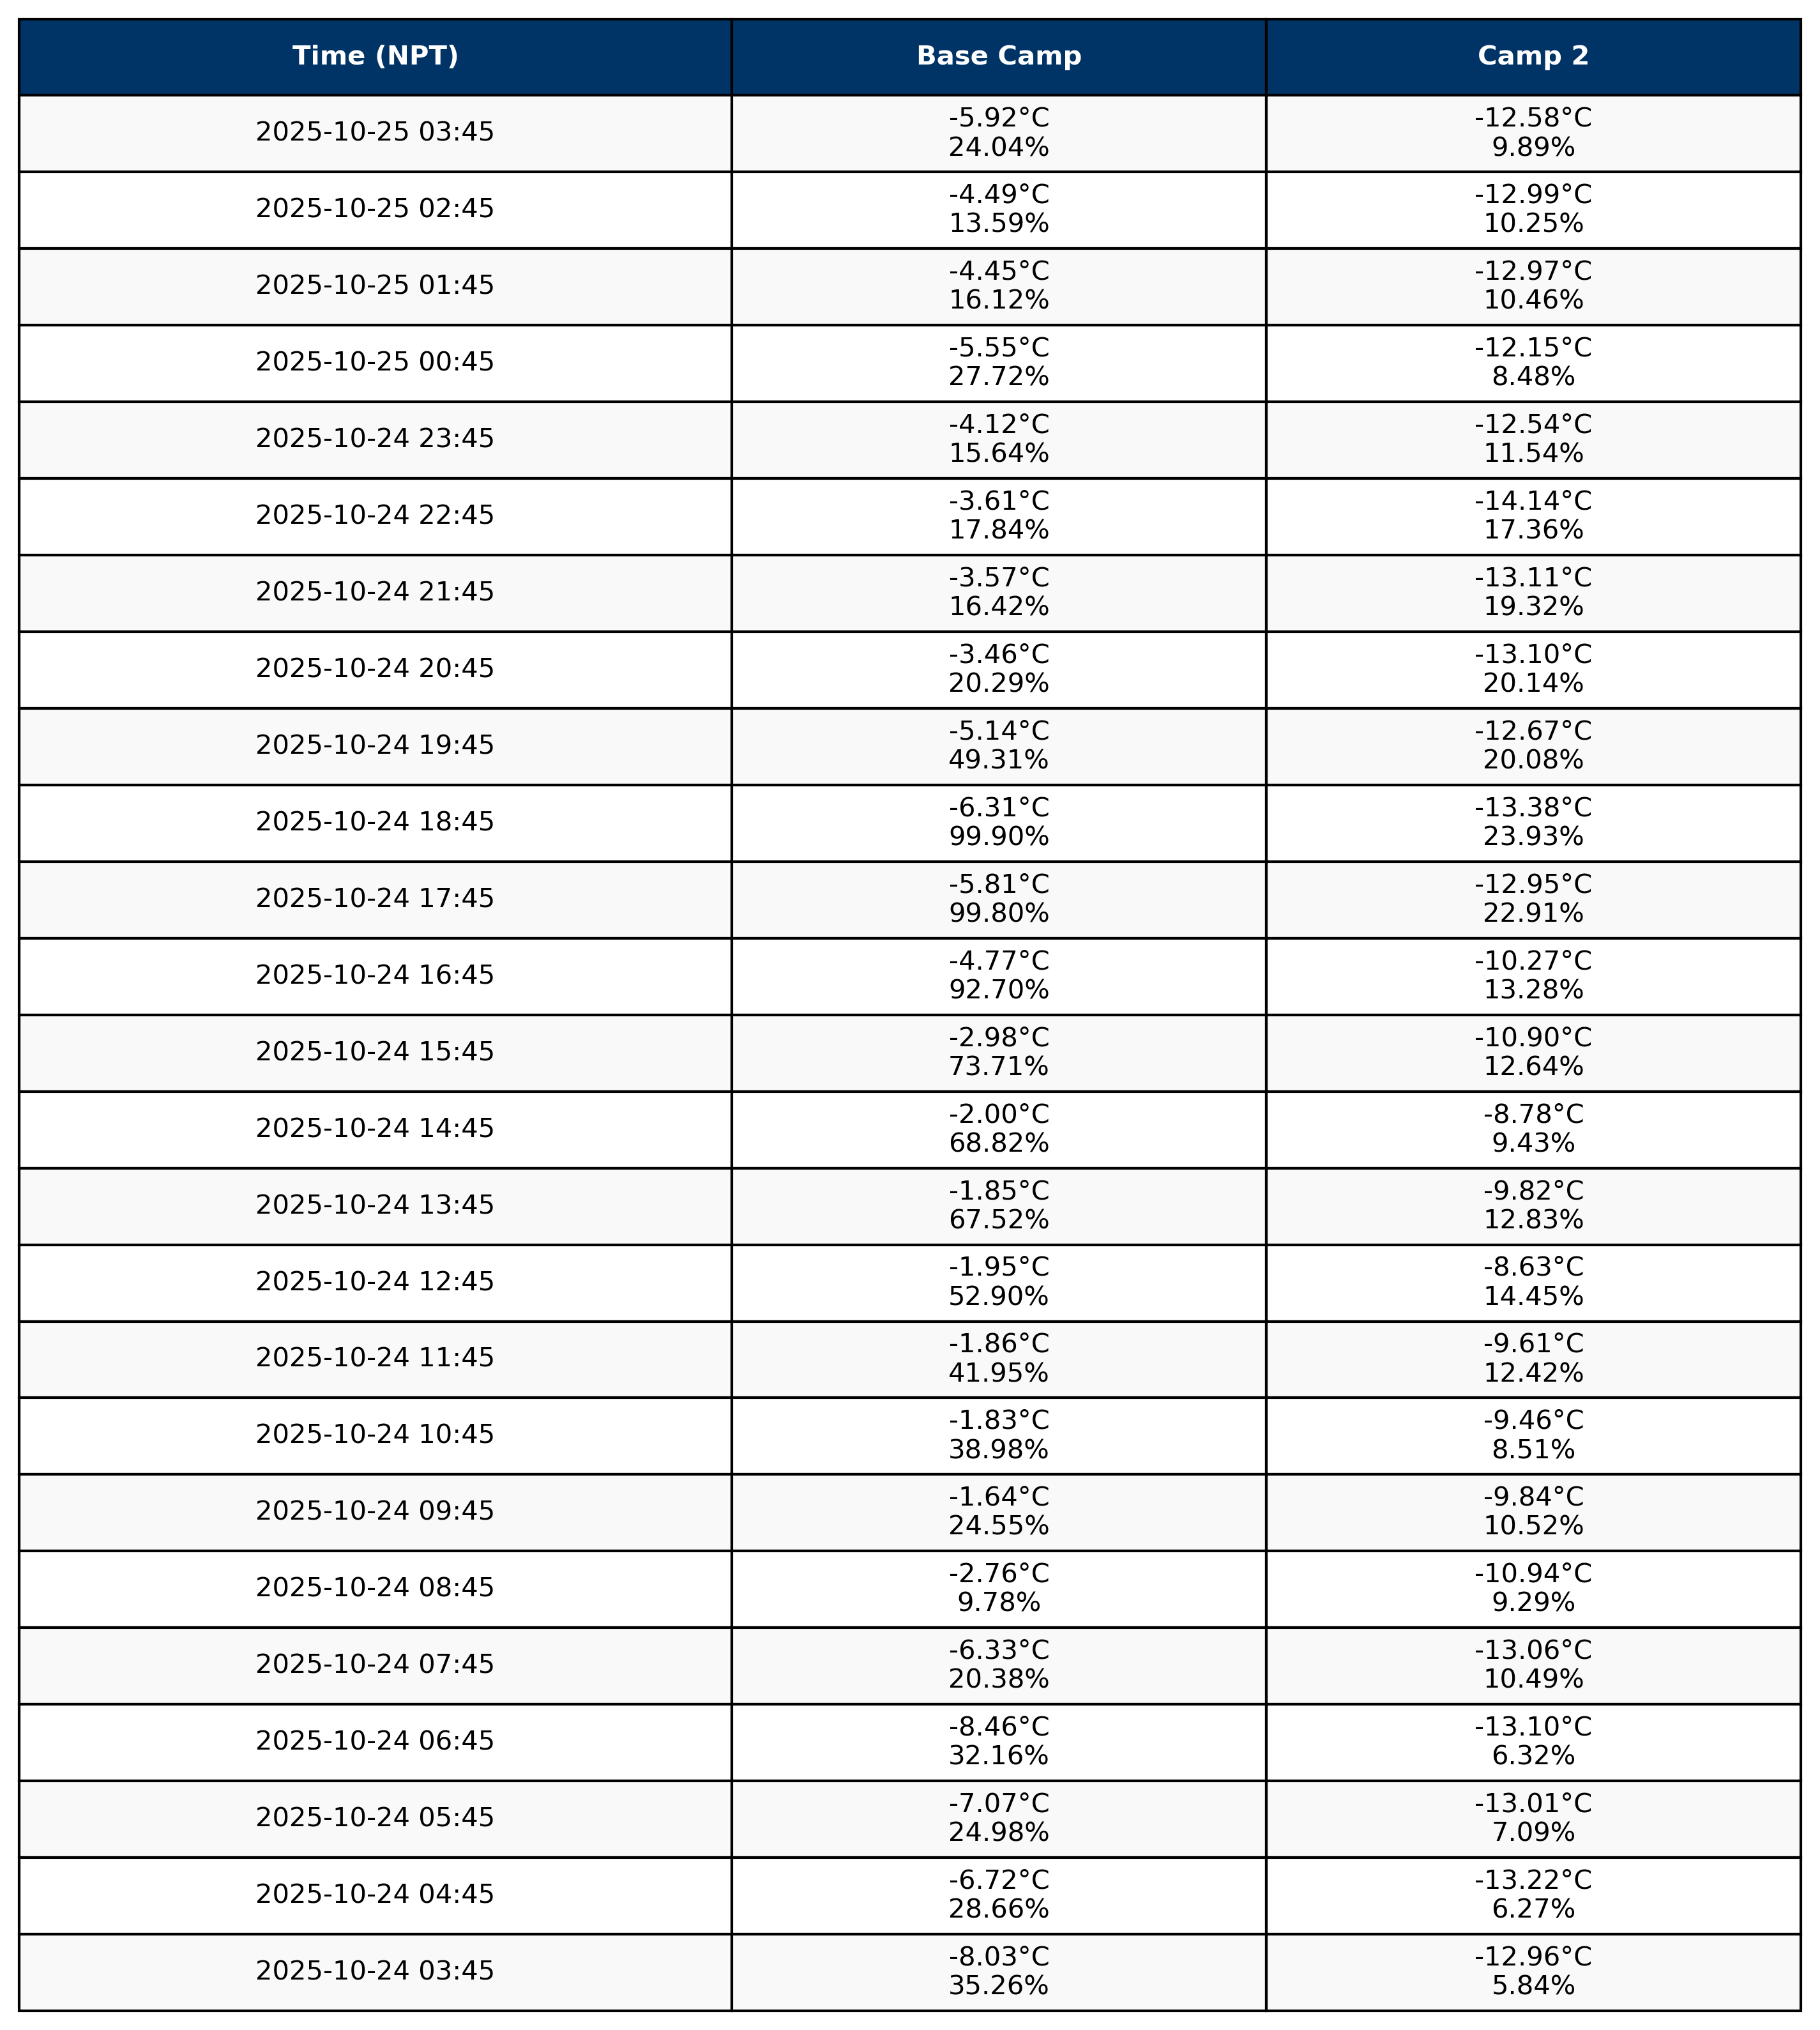 Time (NPT) Base Camp Camp 2
2025-10-25 03:45 -5.92°C -12.58°C
24.04% 9.89%
2025-10-25 02:45 -4.49°C -12.99°C
13.59% 10.25%
2025-10-25 01:45 -4.45°C -12.97°C
16.12% 10.46%
2025-10-25 00:45 -5.55°C -12.15°C
27.72% 8.48%
2025-10-24 23:45 -4.12°C -12.54°C
15.64% 11.54%
2025-10-24 22:45 -3.61°C -14.14°C
17.84% 17.36%
2025-10-24 21:45 -3.57°C -13.11°C
16.42% 19.32%
2025-10-24 20:45 -3.46°C -13.10°C
20.29% 20.14%
2025-10-24 19:45 -5.14°C -12.67°C
49.31% 20.08%
2025-10-24 18:45 -6.31°C -13.38°C
99.90% 23.93%
2025-10-24 17:45 -5.81°C -12.95°C
99.80% 22.91%
2025-10-24 16:45 -4.77°C -10.27°C
92.70% 13.28%
2025-10-24 15:45 -2.98°C -10.90°C
73.71% 12.64%
2025-10-24 14:45 -2.00°C -8.78°C
68.82% 9.43%
2025-10-24 13:45 -1.85°C -9.82°C
67.52% 12.83%
2025-10-24 12:45 -1.95°C -8.63°C
52.90% 14.45%
2025-10-24 11:45 -1.86°C -9.61°C
41.95% 12.42%
2025-10-24 10:45 -1.83°C -9.46°C
38.98% 8.51%
2025-10-24 09:45 -1.64°C -9.84°C
24.55% 10.52%
2025-10-24 08:45 -2.76°C -10.94°C
9.78% 9.29%
2025-10-24 07:45 -6.33°C -13.06°C
20.38% 10.49%
2025-10-24 06:45 -8.46°C -13.10°C
32.16% 6.32%
2025-10-24 05:45 -7.07°C -13.01°C
24.98% 7.09%
2025-10-24 04:45 -6.72°C -13.22°C
28.66% 6.27%
2025-10-24 03:45 -8.03°C -12.96°C
35.26% 5.84%